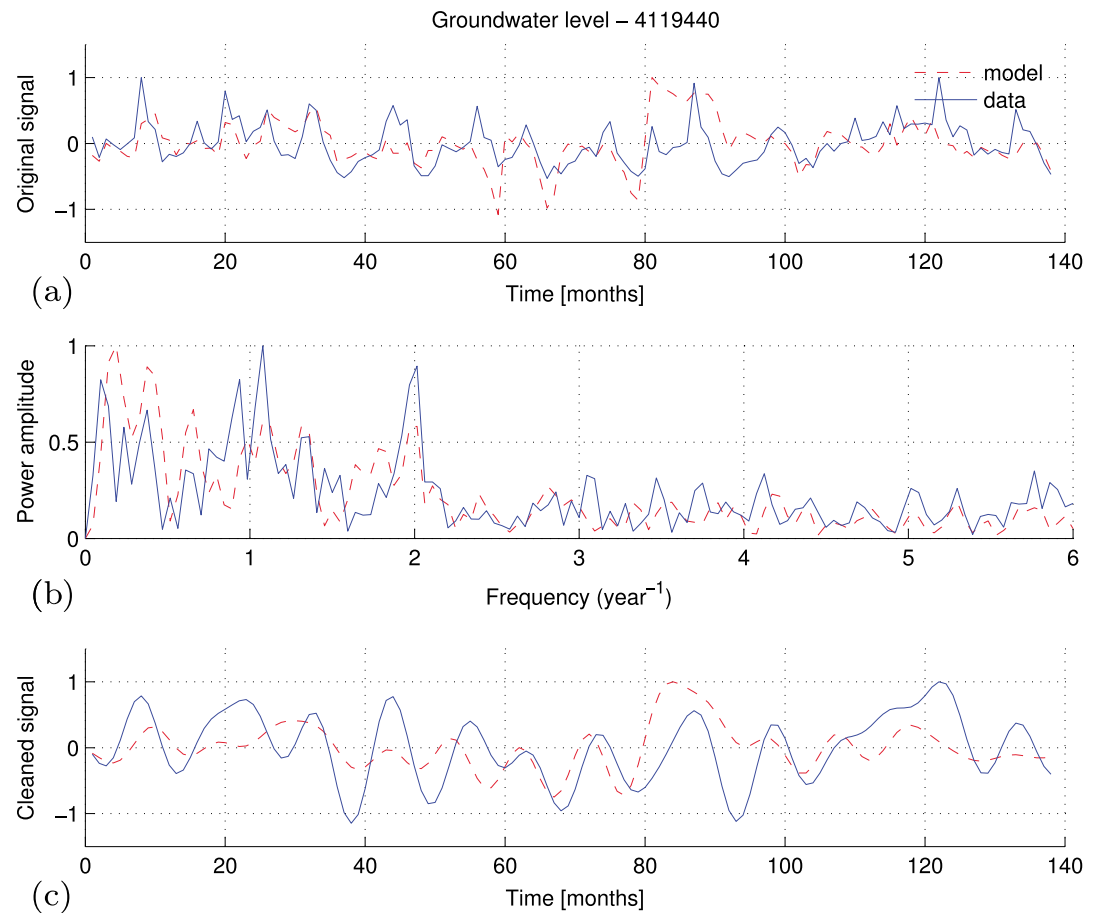 Groundwater level – 4119440
Original signal
1
0
−1
model
data
0 20 40 60 80 100 120 140
Time [months]
(a)
Power amplitude
1
0.5
0
0 1 2 3 4 5 6
Frequency (year−1)
(b)
Cleaned signal
1
0
−1
0 20 40 60 80 100 120 140
Time [months]
(c)